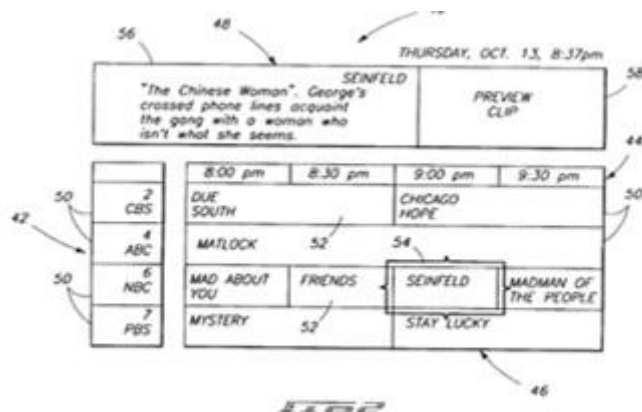 56
48
THURSDAY, OCT. 13, 8:37pm
SEINFELD
"The Chinese Woman". George's
crossed phone lines acquaint
the gang with a woman who
isn't what she seems.
PREVIEW
CLIP
58
8:00 pm 8:30 pm 9:00 pm 9:30 pm
44
50
42
50
2
CBS
4
ABC
6
NBC
7
PBS
DUE
SOUTH
52
CHICAGO
HOPE
50
MATLOCK
54
MAD ABOUT
YOU
FRIENDS
SEINFELD
MADMAN OF
THE PEOPLE
MYSTERY
52
STAY LUCKY
46